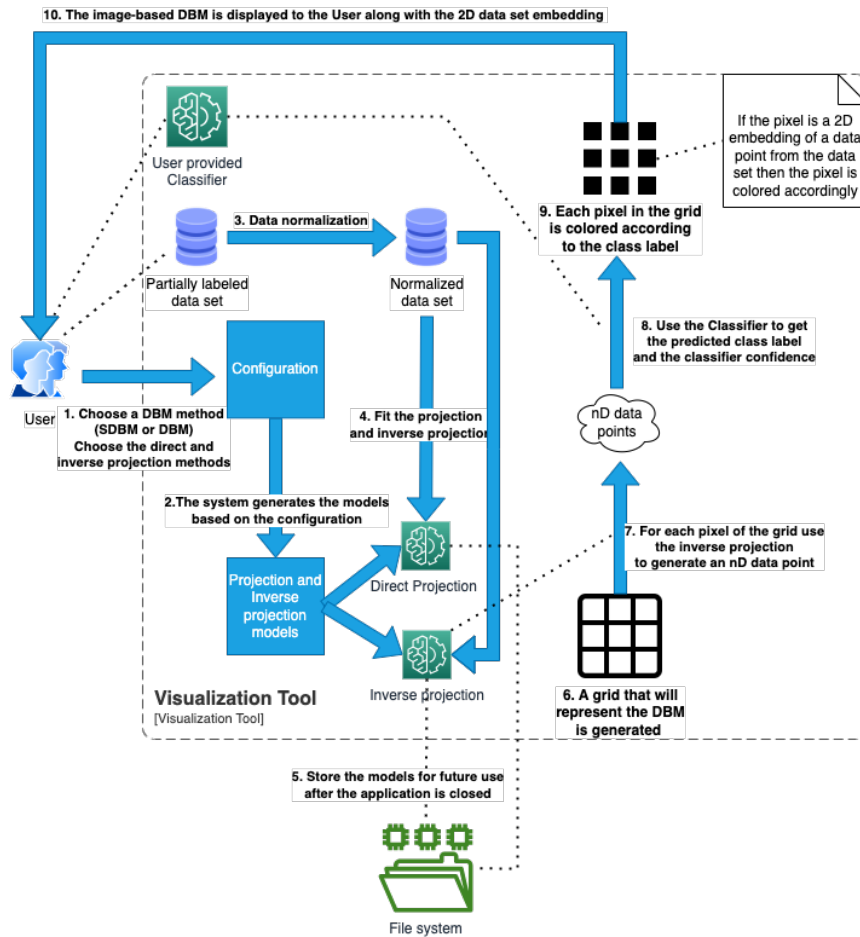 10. The image-based DBM is displayed to the User along with the 2D data set embedding
If the pixel is a 2D
embedding of a data
point from the data
set then the pixel is
colored accordingly
User provided
Classifier
3. Data normalization
9. Each pixel in the grid
is colored according
to the class label
Partially labeled
data set
Normalized
data set
8. Use the Classifier to get
the predicted class label
and the classifier confidence
Configuration
User
1. Choose a DBM method
(SDBM or DBM)
Choose the direct and
inverse projection methods
4. Fit the projection
and inverse projection
nD data
points
2.The system generates the models
based on the configuration
7. For each pixel of the grid use
the inverse projection
to generate an nD data point
Projection and
Inverse
projection
models
Direct Projection
Inverse projection
6. A grid that will
represent the DBM
is generated
Visualization Tool
[Visualization Tool]
5. Store the models for future use
after the application is closed
File system